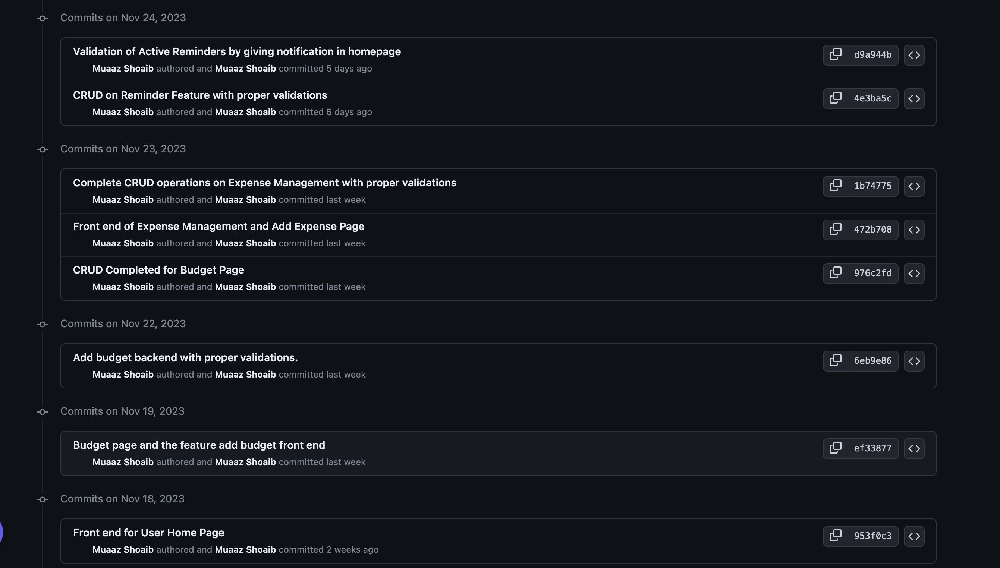 Commits on Nov 24, 2023
Validation of Active Reminders by giving notification in homepage
d9a944b
Muaaz Shoaib authored and Muaaz Shoaib committed 5 days ago
CRUD on Reminder Feature with proper validations
4e3ba5c
Muaaz Shoaib authored and Muaaz Shoaib committed 5 days ago
Commits on Nov 23, 2023
Complete CRUD operations on Expense Management with proper validations
1b74775
Muaaz Shoaib authored and Muaaz Shoaib committed last week
Front end of Expense Management and Add Expense Page
472b708
Muaaz Shoaib authored and Muaaz Shoaib committed last week
CRUD Completed for Budget Page
976c2fd
Muaaz Shoaib authored and Muaaz Shoaib committed last week
Commits on Nov 22, 2023
Add budget backend with proper validations.
6eb9e86
Muaaz Shoaib authored and Muaaz Shoaib committed last week
Commits on Nov 19, 2023
Budget page and the feature add budget front end
ef33877
Muaaz Shoaib authored and Muaaz Shoaib committed last week
Commits on Nov 18, 2023
Front end for User Home Page
953f0c3
Muaaz Shoaib authored and Muaaz Shoaib committed 2 weeks ago